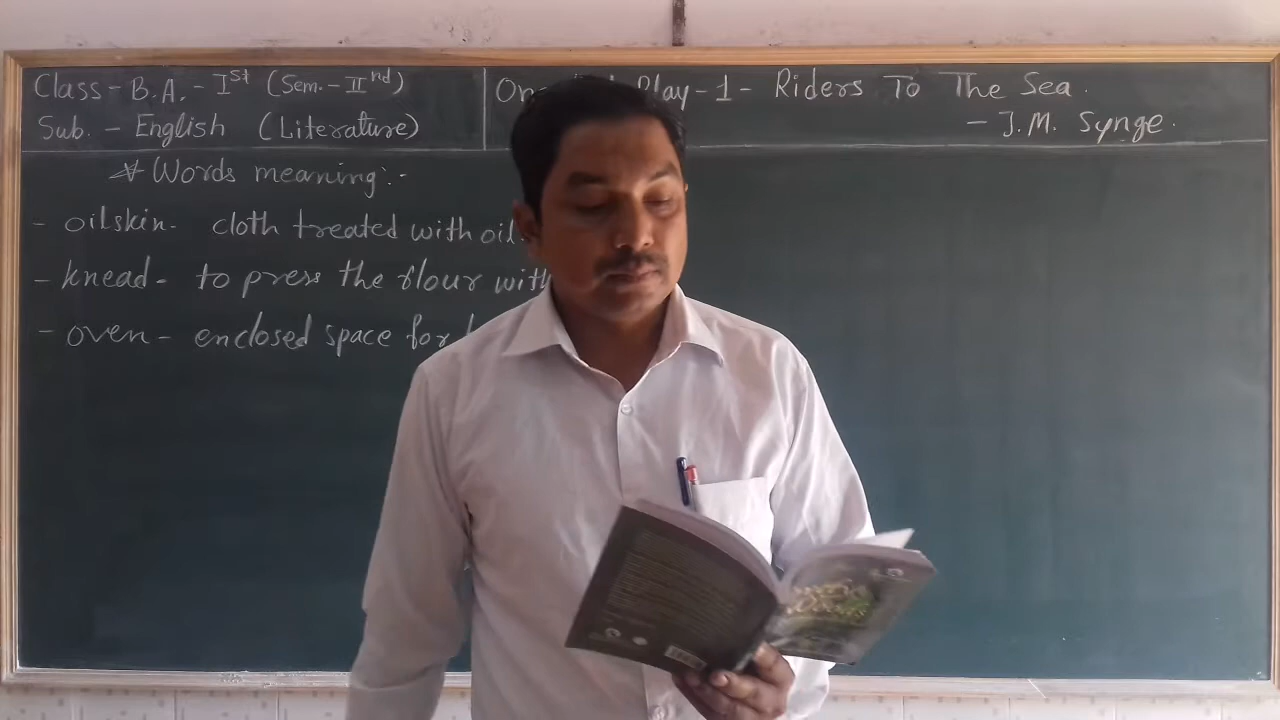 Class - B.A. - Ist (Sem. - IInd)
Sub. - English (Literature)
Play - 1 - Riders To The Sea.
- J.M. Synge.
* Words meaning:-
- oilskin - cloth treated with oil.
- knead - to press the flour with
- oven - enclosed space for